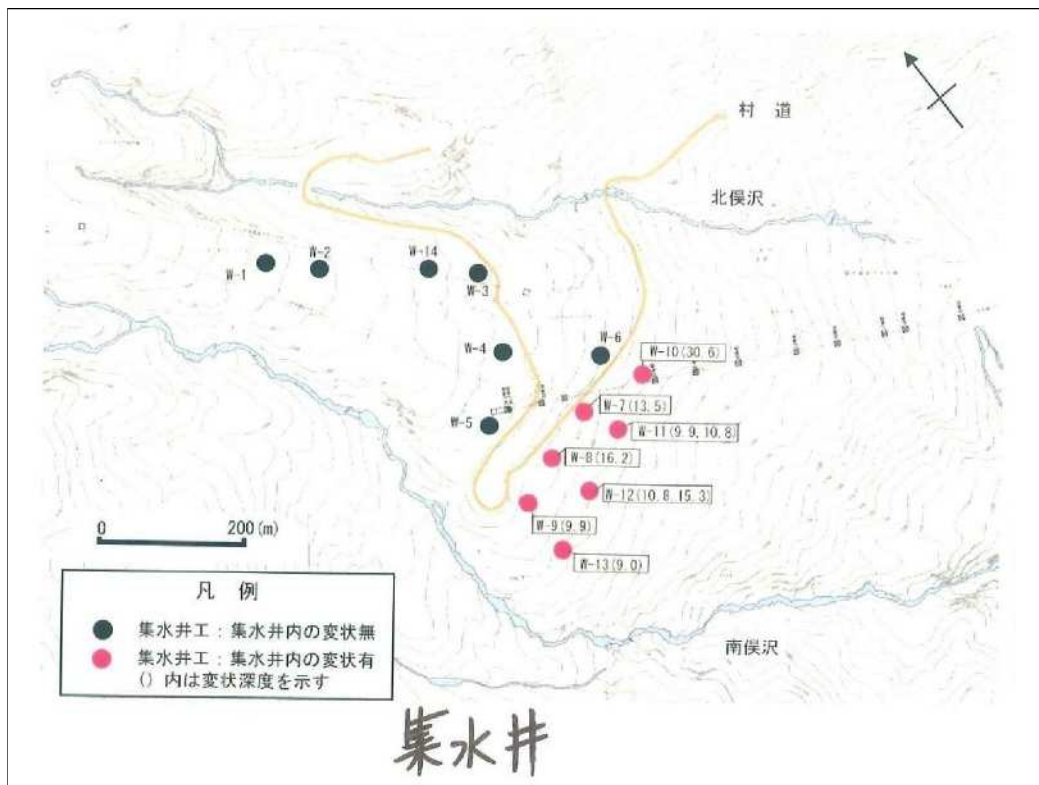 村 道
北俣沢
W-1
W-2
W-14
W-3
W-4
W-6
W-10(30.6)
W-7(13.5)
W-5
W-11(9.9, 10.8)
W-8(16.2)
W-12(10.8, 15.3)
W-9(9.9)
W-13(9.0)
0 200(m)
凡 例
集水井工：集水井内の変状無
集水井工：集水井内の変状有
()内は変状深度を示す
南俣沢
集水井